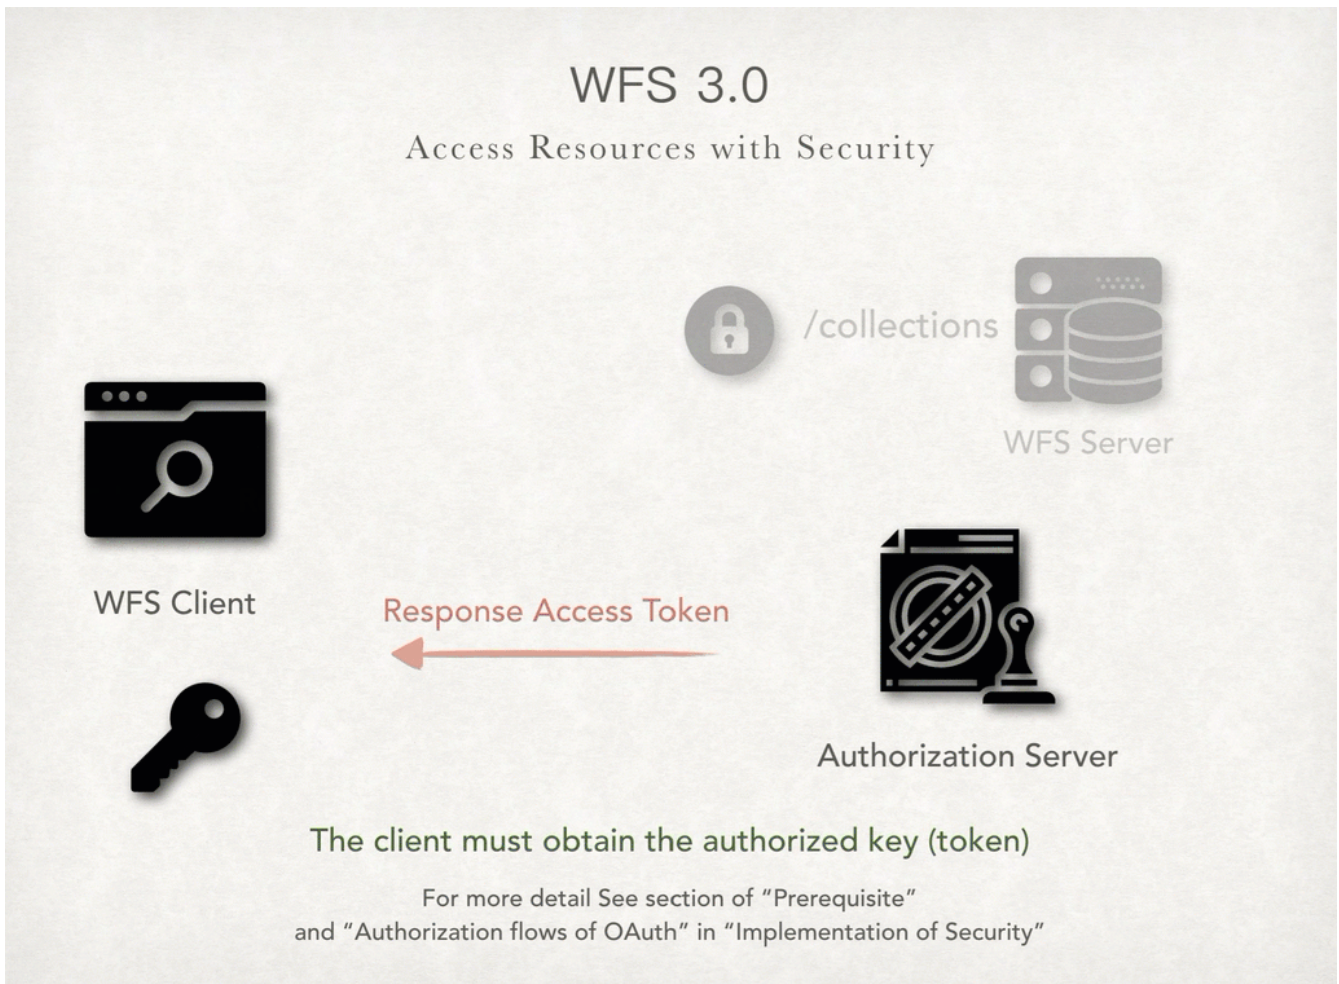 WFS 3.0
Access Resources with Security
/collections
WFS Server
WFS Client
Response Access Token
Authorization Server
The client must obtain the authorized key (token)
For more detail See section of “Prerequisite”
and “Authorization flows of OAuth” in “Implementation of Security”